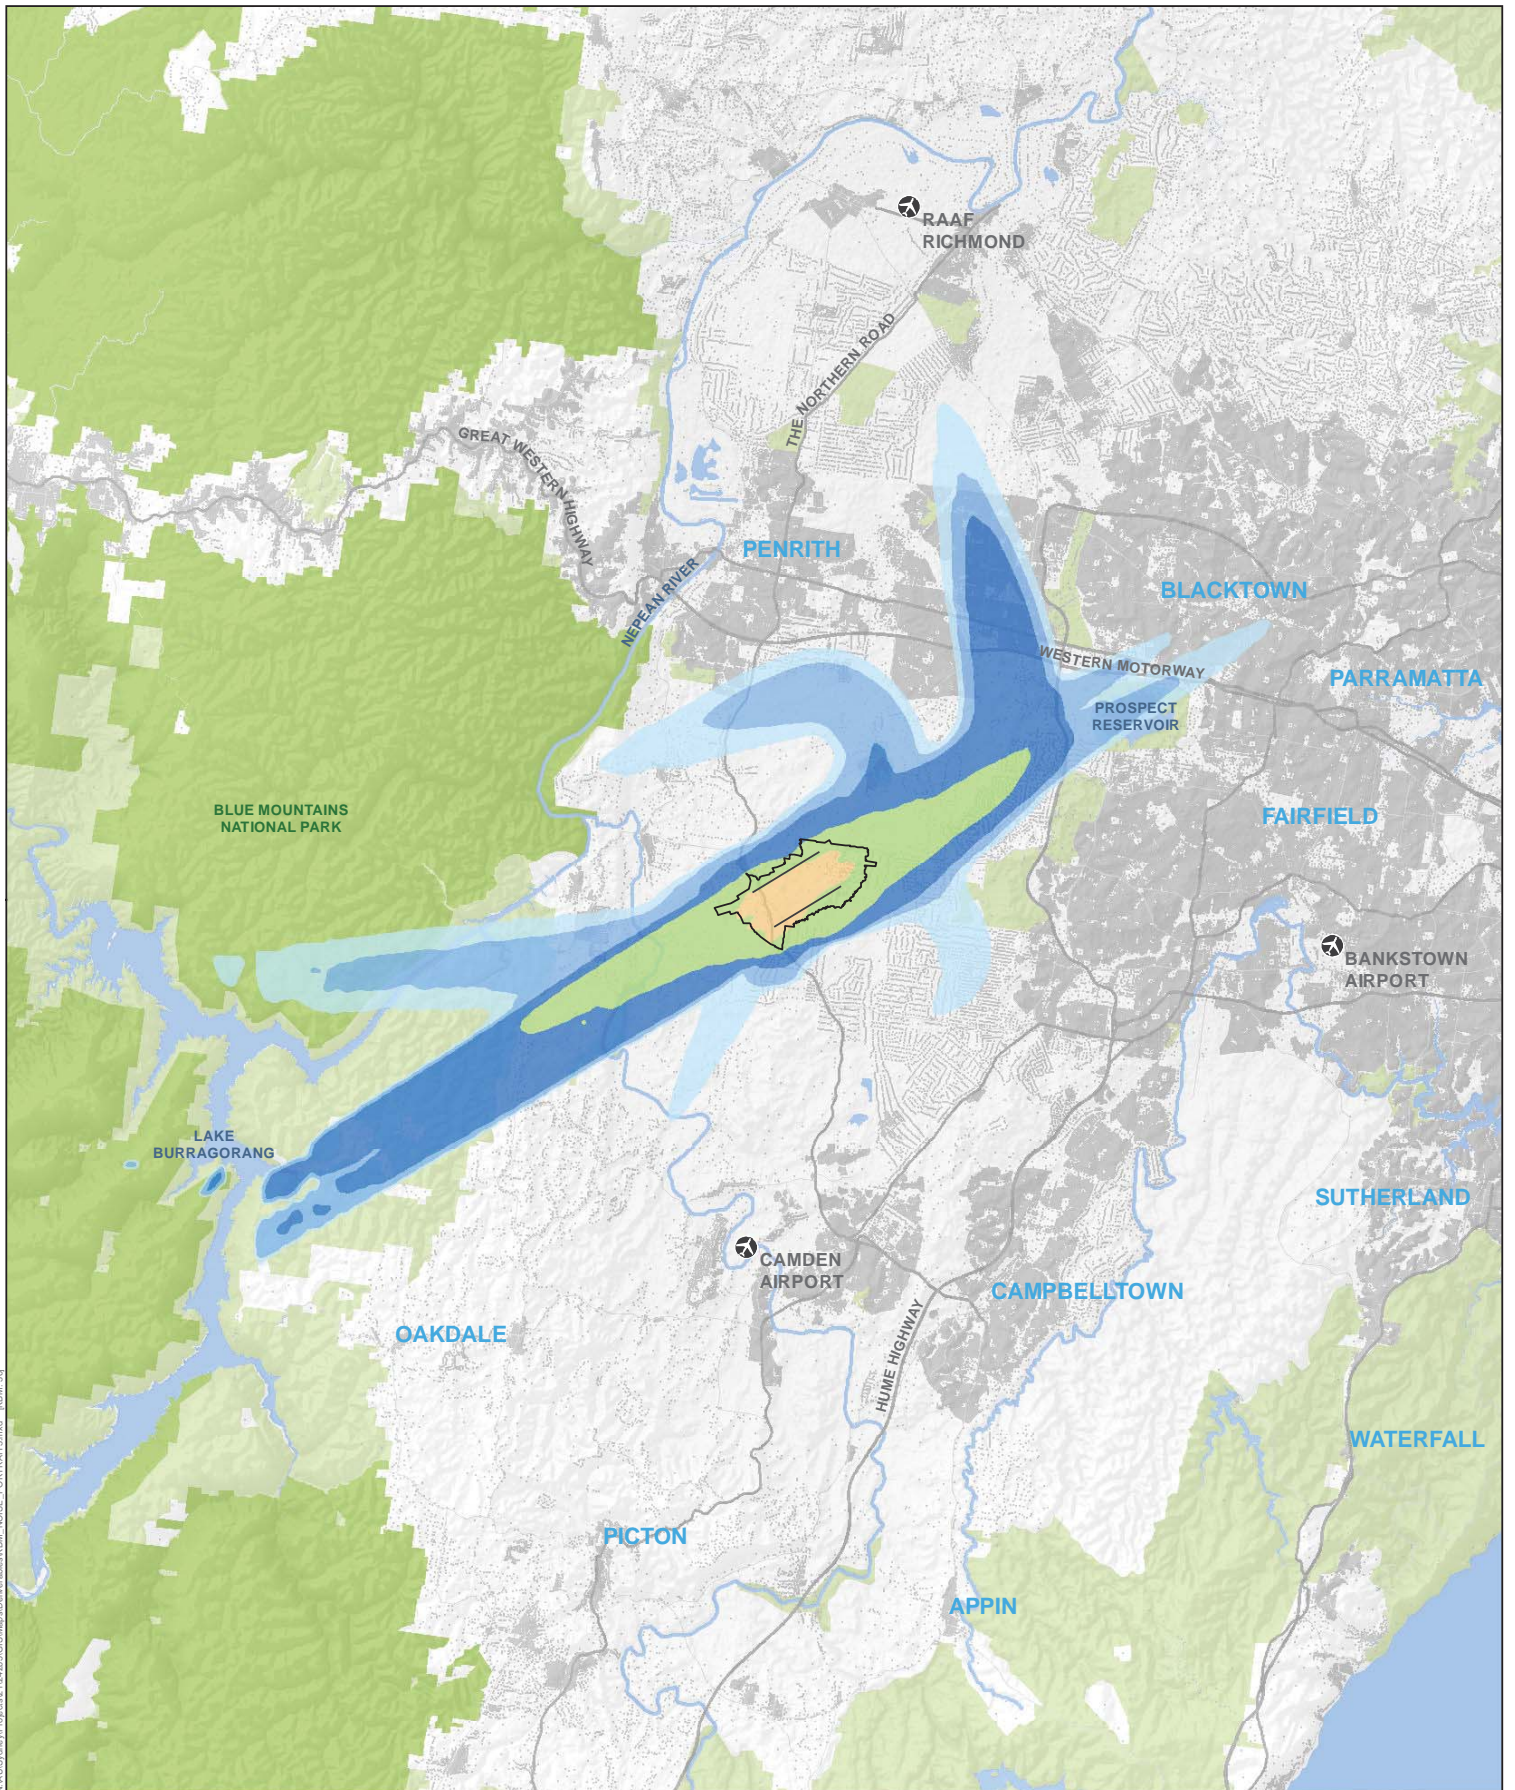 RAAF
RICHMOND
THE NORTHERN ROAD
GREAT WESTERN HIGHWAY
PENRITH
NEPEAN RIVER
BLACKTOWN
WESTERN MOTORWAY
PARRAMATTA
PROSPECT
RESERVOIR
BLUE MOUNTAINS
NATIONAL PARK
FAIRFIELD
BANKSTOWN
AIRPORT
LAKE
BURRAGORANG
SUTHERLAND
CAMDEN
AIRPORT
CAMPBELLTOWN
OAKDALE
HUME HIGHWAY
WATERFALL
PICTON
APPIN